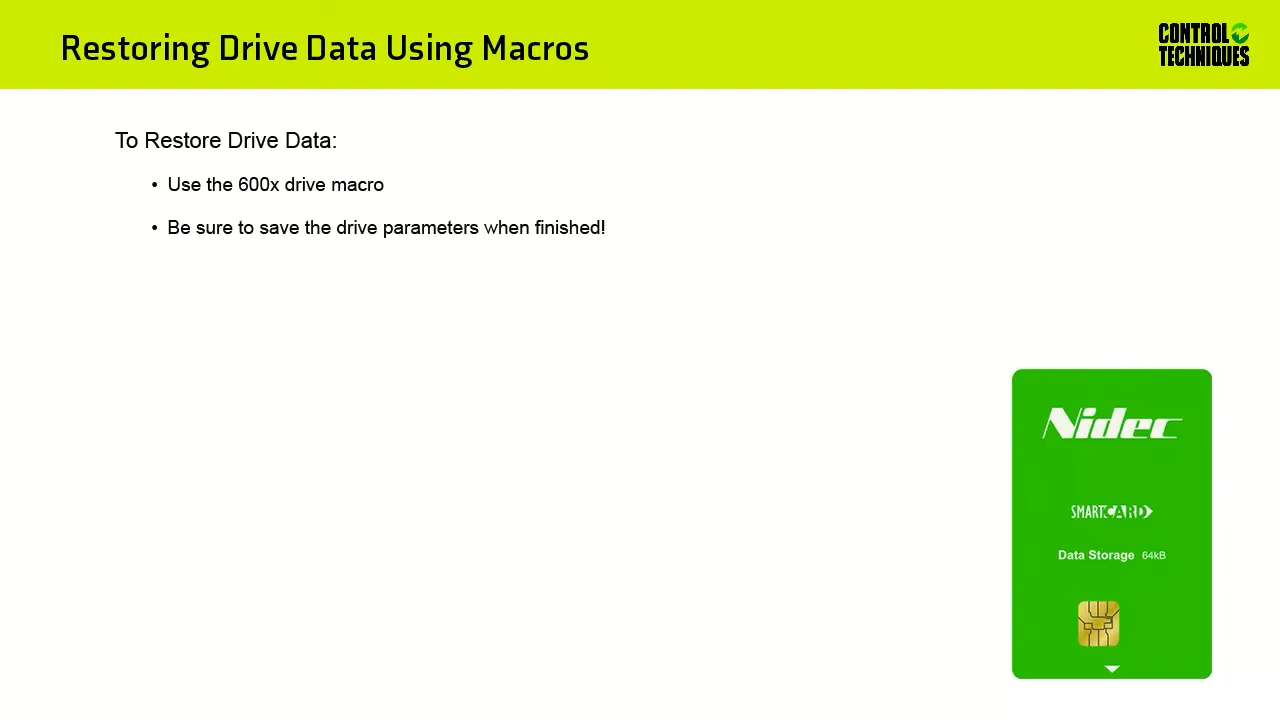 Restoring Drive Data Using Macros
CONTROL
TECHNIQUES
To Restore Drive Data:
• Use the 600x drive macro
• Be sure to save the drive parameters when finished!
Nidec
SMARTCARD
Data Storage 64kB